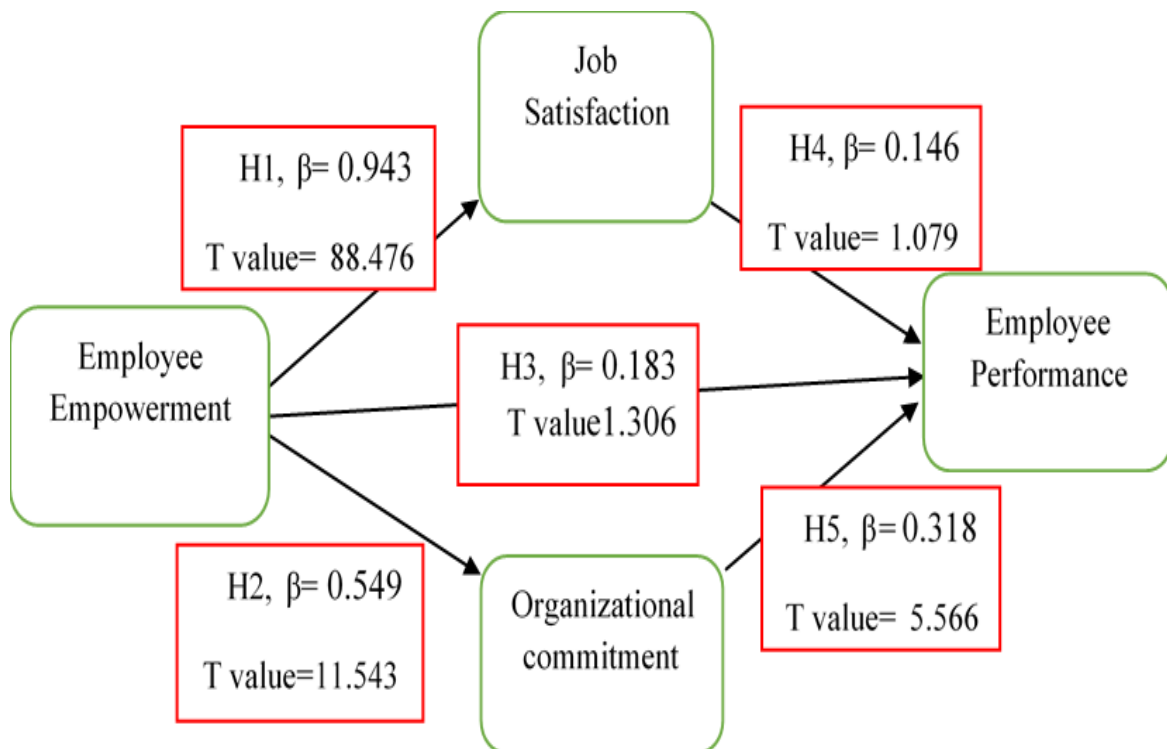 Job
Satisfaction
H1, β= 0.943
T value= 88.476
H4, β= 0.146
T value= 1.079
Employee
Empowerment
H3, β= 0.183
T value1.306
Employee
Performance
H2, β= 0.549
T value=11.543
Organizational
commitment
H5, β= 0.318
T value= 5.566